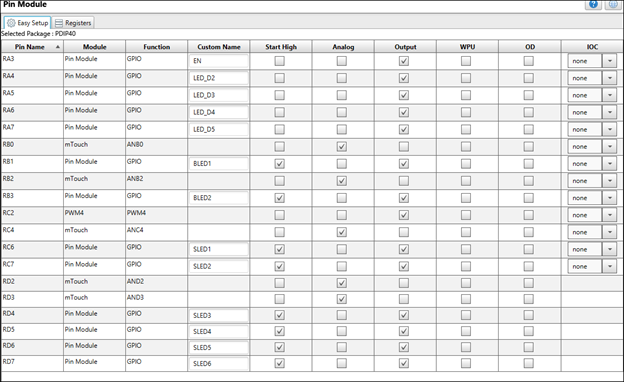 Pin Module
Easy Setup Registers
Selected Package : PDIP40
Pin Name Module Function Custom Name Start High Analog Output WPU OD IOC
RA3 Pin Module GPIO EN none
RA4 Pin Module GPIO LED_D2 none
RA5 Pin Module GPIO LED_D3 none
RA6 Pin Module GPIO LED_D4 none
RA7 Pin Module GPIO LED_D5 none
RB0 mTouch ANB0 none
RB1 Pin Module GPIO BLED1 none
RB2 mTouch ANB2 none
RB3 Pin Module GPIO BLED2 none
RC2 PWM4 PWM4 none
RC4 mTouch ANC4 none
RC6 Pin Module GPIO SLED1 none
RC7 Pin Module GPIO SLED2 none
RD2 mTouch AND2
RD3 mTouch AND3
RD4 Pin Module GPIO SLED3
RD5 Pin Module GPIO SLED4
RD6 Pin Module GPIO SLED5
RD7 Pin Module GPIO SLED6